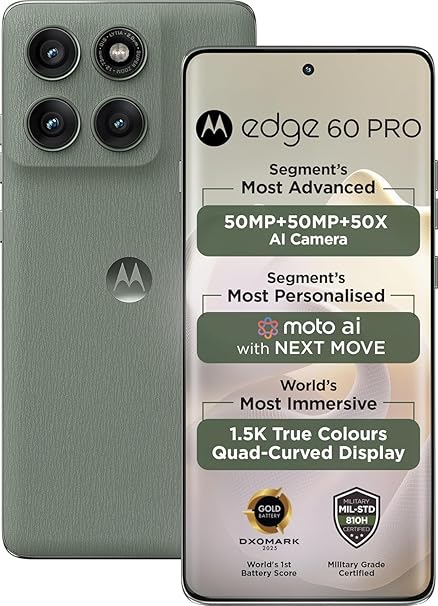 edge 60 PRO
Segment's
Most Advanced
50MP+50MP+50X
AI Camera
Segment's
Most Personalised
moto ai
with NEXT MOVE
World's
Most Immersive
1.5K True Colours
Quad-Curved Display
GOLD
BATTERY
DXOMARK
2025
World's 1st
Battery Score
MILITARY
MIL-STD
810H
CERTIFIED
Military Grade
Certified